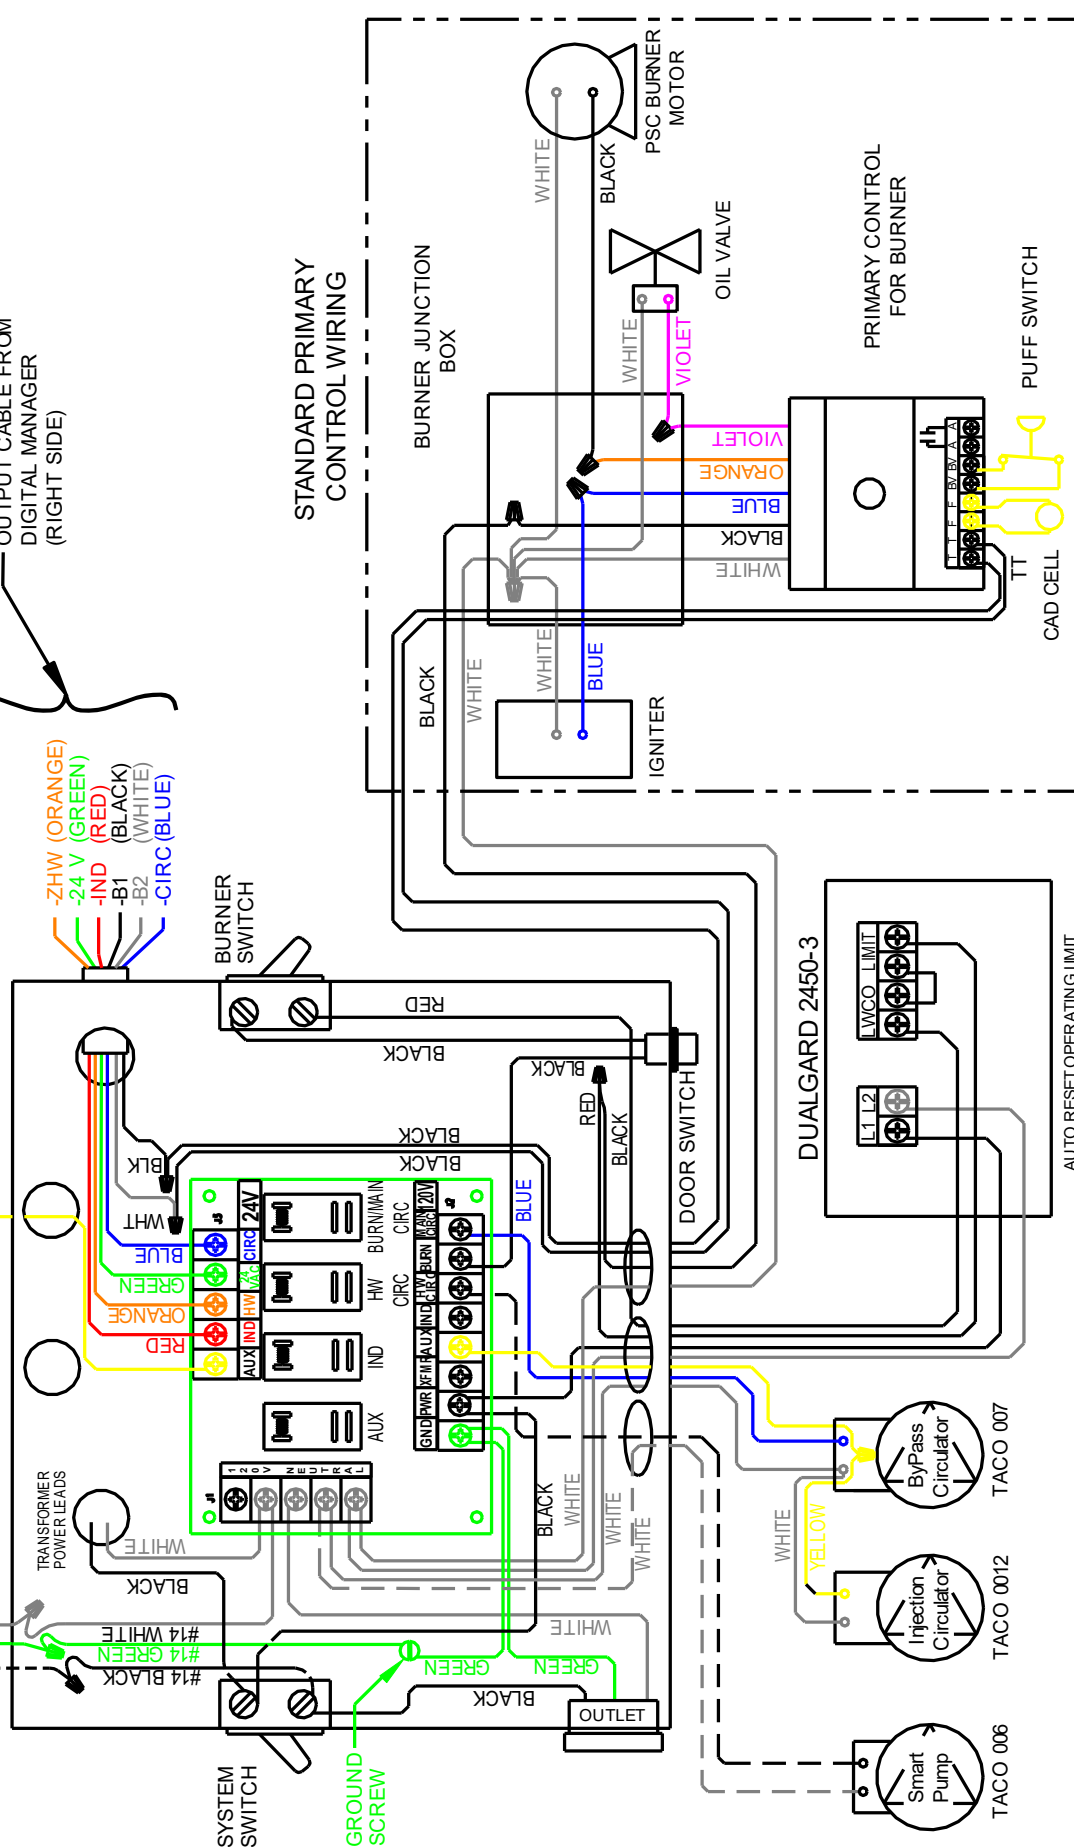 OUTPUT CABLE FROM
DIGITAL MANAGER
(RIGHT SIDE)
STANDARD PRIMARY
CONTROL WIRING
BURNER JUNCTION
BOX
PSC BURNER
MOTOR
WHITE
BLACK
OIL VALVE
WHITE
VIOLET
PRIMARY CONTROL
FOR BURNER
PUFF SWITCH
VIOLET
ORANGE
BLUE
BLACK
WHITE
T T F F BV BV A A
TT
CAD CELL
BLACK
WHITE
WHITE
BLUE
IGNITER
-ZHW (ORANGE)
-24 V (GREEN)
-IND (RED)
-B1 (BLACK)
-B2 (WHITE)
-CIRC (BLUE)
BURNER
SWITCH
RED
BLACK
BLACK
RED
BLACK
DOOR SWITCH
DUALGARD 2450-3
LWCO LIMIT
L1 L2
AUTO RESET OPERATING LIMIT
BLK
WHT
BLACK
BLACK
BLUE
GREEN
ORANGE
RED
J3
AUX IND HW 24 VAC CIRC 24V
BURN/MAIN
CIRC
HW
CIRC
IND
AUX
J2
GND PWR XFMR AUX IND HW CIRC BURN MAIN CIRC 120V
BLUE
J1
120V NEUTRAL
TRANSFORMER
POWER LEADS
WHITE
BLACK
BLACK
WHITE
WHITE
WHITE
#14 WHITE
#14 GREEN
#14 BLACK
WHITE
GREEN
GREEN
BLACK
OUTLET
SYSTEM
SWITCH
GROUND
SCREW
ByPass
Circulator
TACO 007
WHITE
YELLOW
Injection
Circulator
TACO 0012
Smart
Pump
TACO 006